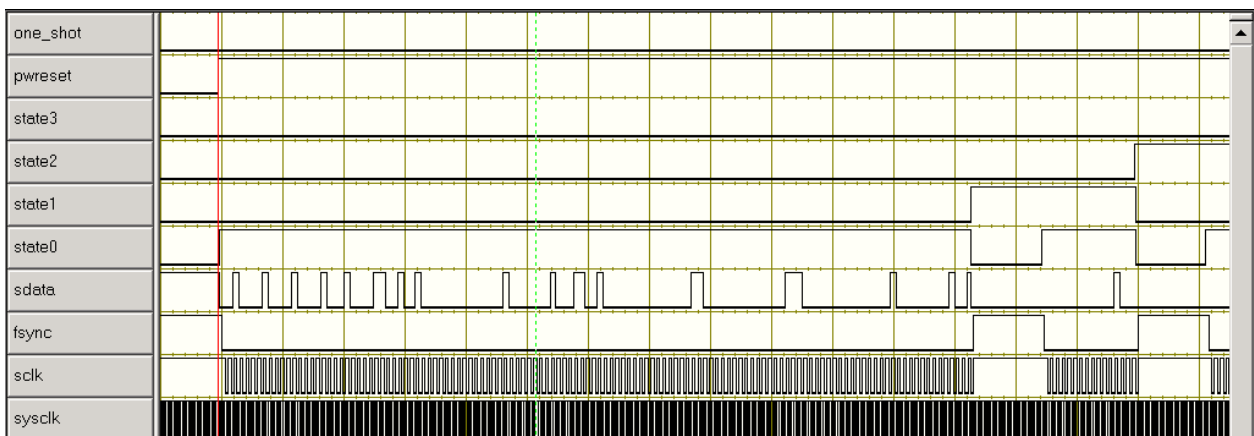 one_shot
pwreset
state3
state2
state1
state0
sdata
fsync
sclk
sysclk